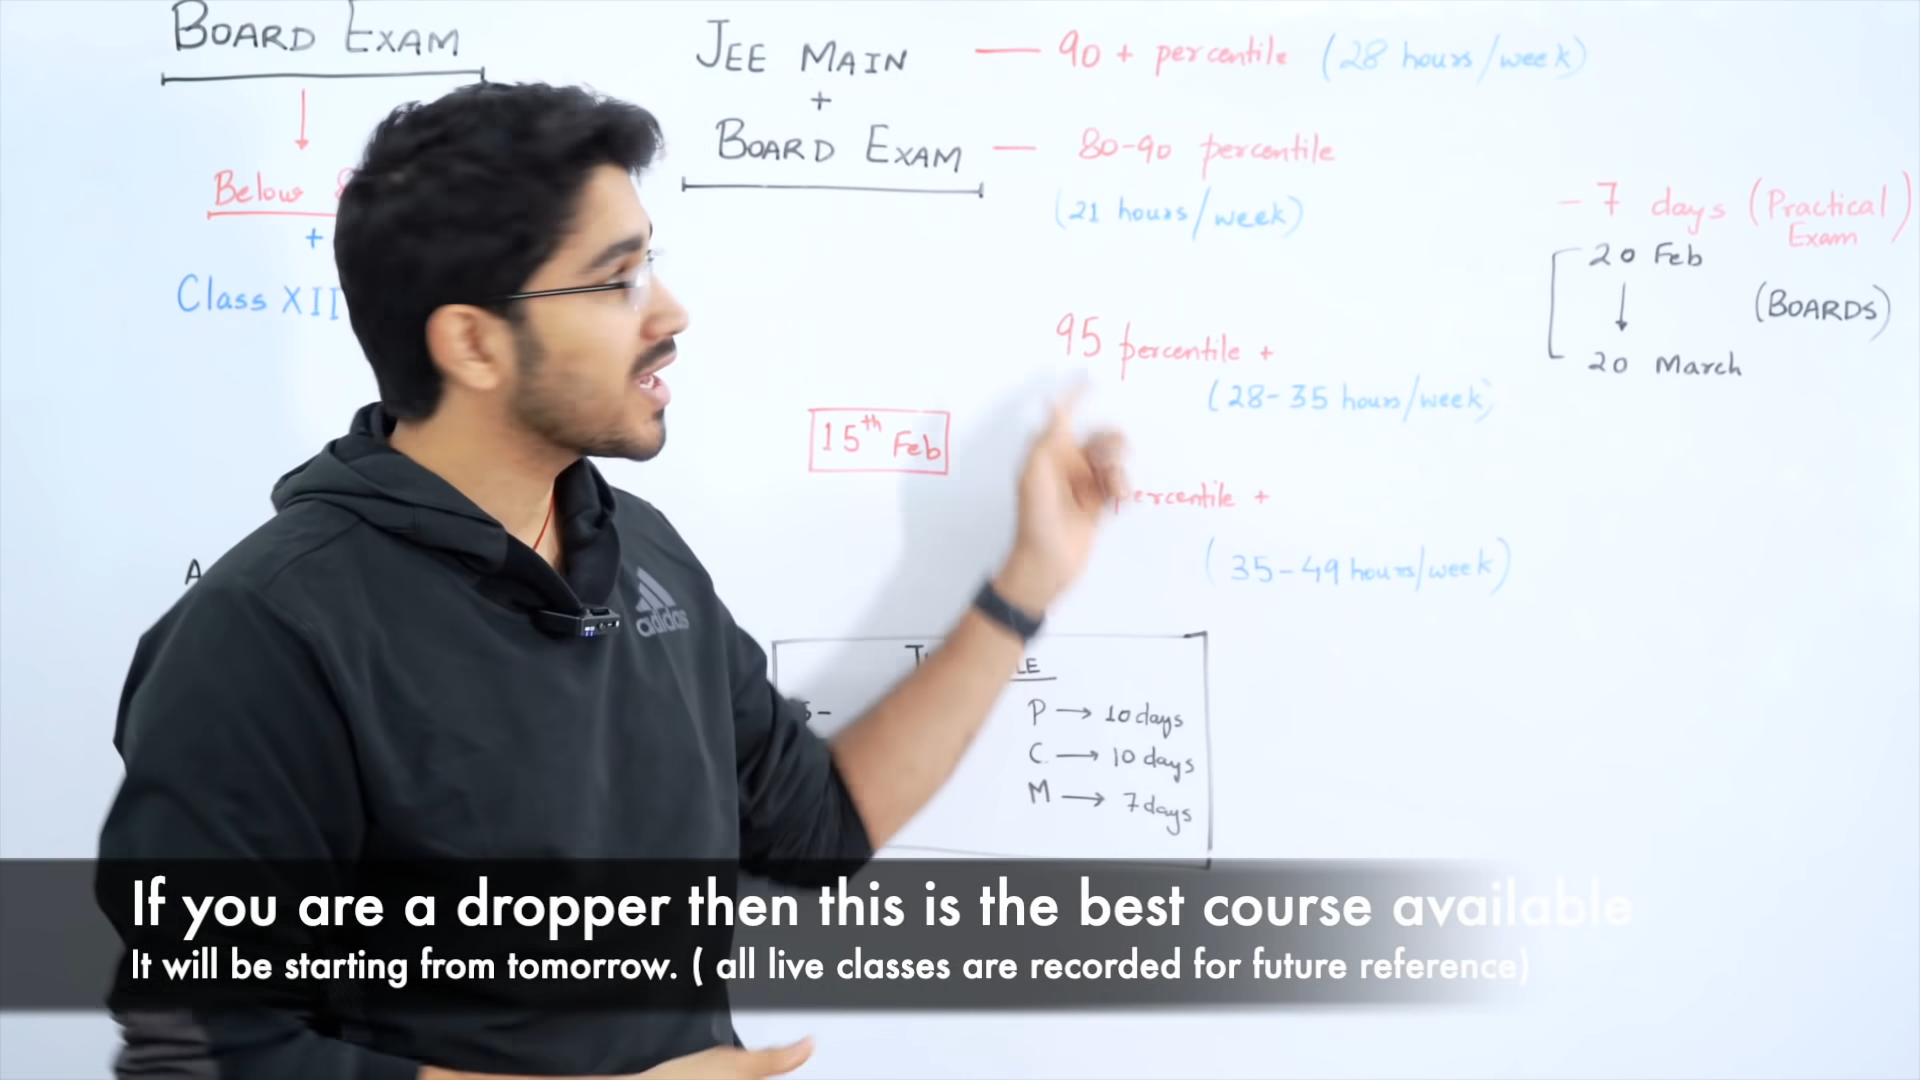 BOARD EXAM
Below
+
Class XII
JEE MAIN — 90 + percentile (28 hours/week)
+
BOARD EXAM — 80-90 percentile
(21 hours/week)
- 7 days (Practical Exam)
20 Feb
(BOARDS)
20 March
95 percentile +
(28-35 hours/week)
15th Feb
percentile +
(35-49 hours/week)
adidas
P → 10 days
C → 10 days
M → 7 days
If you are a dropper then this is the best course available
It will be starting from tomorrow. ( all live classes are recorded for future reference)